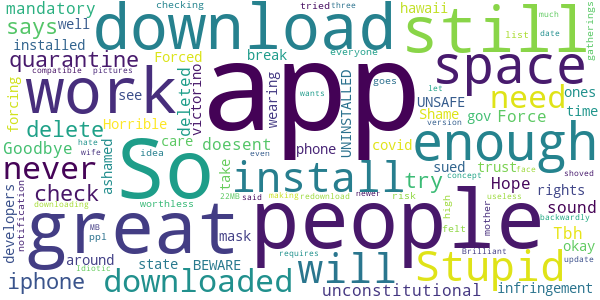 mandatory
checking
tried
three
hawaii
much
says
well
download
still
list
date
gatherings
installed
Forced
break
everyone
quarantine
victorino
wearing
UNINSTALLED
goes
let
compatible
pictures
see
deleted
app
wants
version
space
forcing
work
Horrible
UNSAFE
ones
need
Shame
gov
Force
time
delete
So
care
doesent
phone
covid
enough
hate
wife
idea
even
sued
trust
face
shoved
Goodbye
ashamed
worthless
take
22MB
said
making
redownload
newer
concept
useless
never
install
try
Hope
rights
downloading
developers
notification
check
great
mask
risk
high
felt
people
mother
sound
backwardly
MB
ppl
around
will
Tbh
okay
iphone
state
BEWARE
requires
Stupid
Brilliant
update
Idiotic
downloaded
unconstitutional
infringement